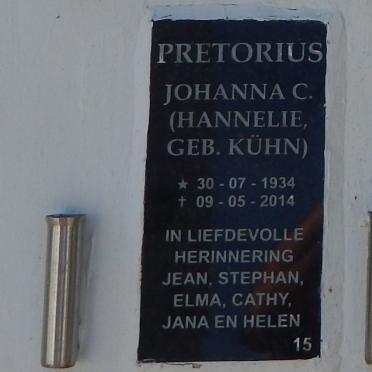 PRETORIUS
JOHANNA C.
(HANNELIE,
GEB. KÜHN)
★ 30 - 07 - 1934
† 09 - 05 - 2014
IN LIEFDEVOLLE
HERINNERING
JEAN, STEPHAN,
ELMA, CATHY,
JANA EN HELEN
15